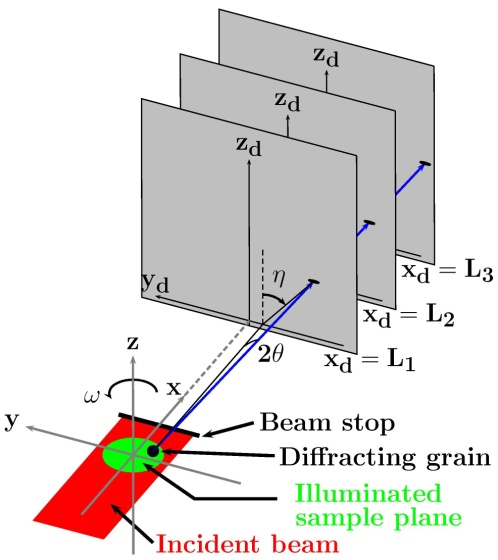 z_d
z_d
z_d
y_d
η
x_d = L_3
x_d = L_2
x_d = L_1
2θ
z
ω
x
y
Beam stop
Diffracting grain
Illuminated
sample plane
Incident beam